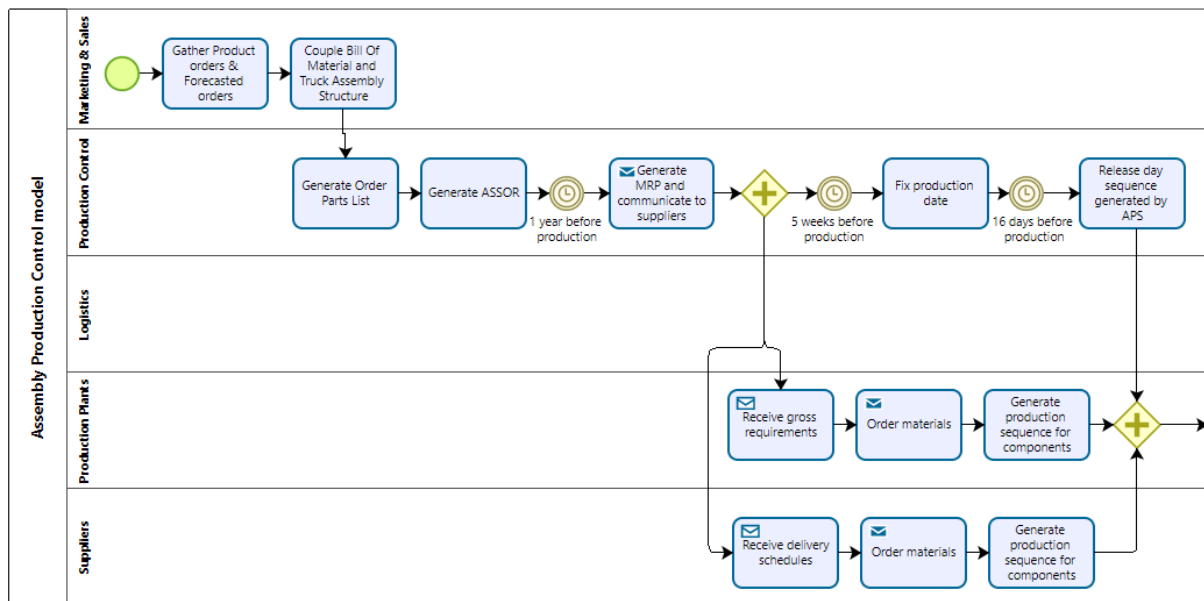 Assembly Production Control model
Marketing & Sales
Gather Product
orders &
Forecasted
orders
Couple Bill Of
Material and
Truck Assembly
Structure
Production Control
Generate Order
Parts List
Generate ASSOR
1 year before
production
Generate
MRP and
communicate to
suppliers
5 weeks before
production
Fix production
date
16 days before
production
Release day
sequence
generated by
APS
Logistics
Production Plants
Receive gross
requirements
Order materials
Generate
production
sequence for
components
Suppliers
Receive delivery
schedules
Order materials
Generate
production
sequence for
components